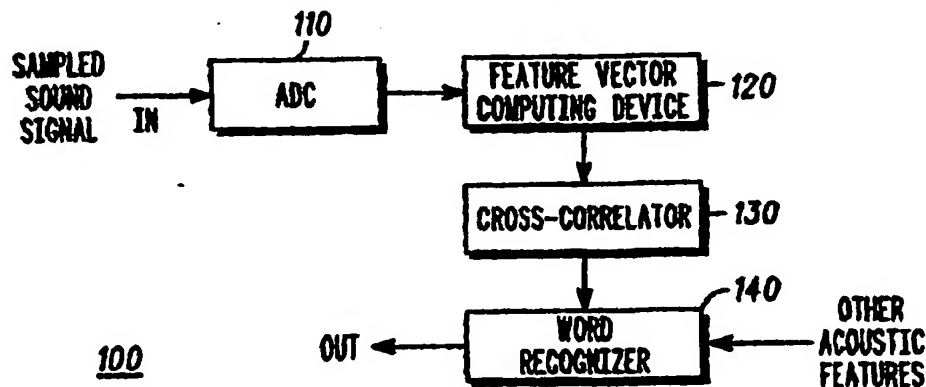 110
SAMPLED
SOUND
SIGNAL
IN
ADC
FEATURE VECTOR
COMPUTING DEVICE
120
CROSS-CORRELATOR
130
140
WORD
RECOGNIZER
OUT
OTHER
ACOUSTIC
FEATURES
100